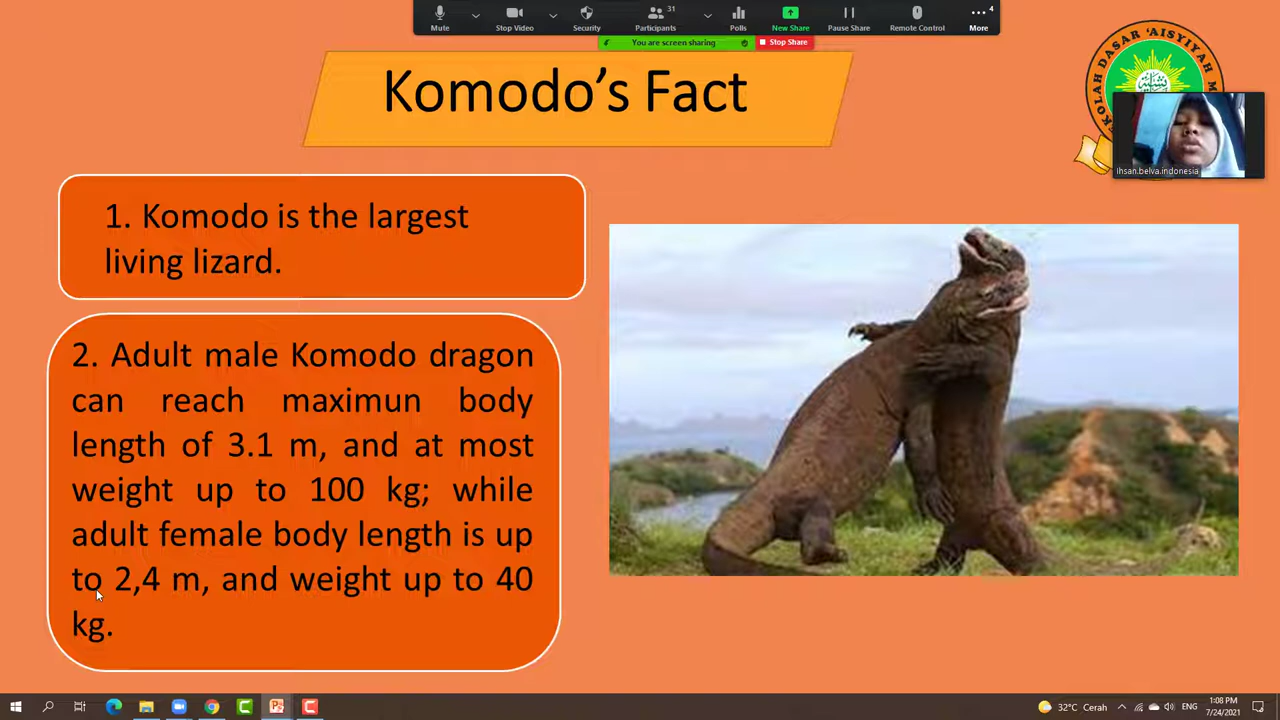 31
4
Mute
Stop Video
Security
Participants
Polls
New Share
Pause Share
Remote Control
More
You are screen sharing
Stop Share
Komodo's Fact
KOLAH DASAR 'AISYIYAH M
ihsan.belva.indonesia
1. Komodo is the largest
living lizard.
2. Adult male Komodo dragon
can reach maximun body
length of 3.1 m, and at most
weight up to 100 kg; while
adult female body length is up
to 2,4 m, and weight up to 40
kg.
32°C Cerah
ENG
1:08 PM
7/24/2021